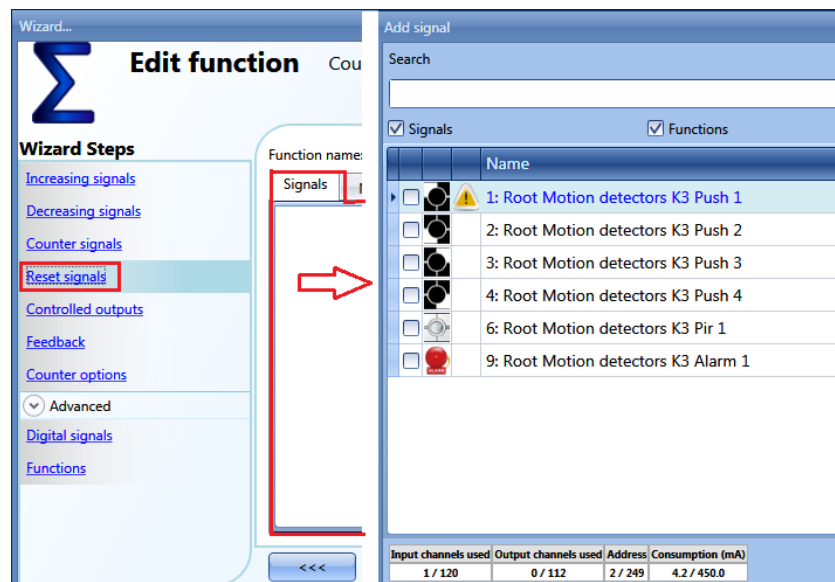 Wizard...
Edit function Cou
Wizard Steps
Increasing signals
Decreasing signals
Counter signals
Reset signals
Controlled outputs
Feedback
Counter options
Advanced
Digital signals
Functions
Function name:
Signals
<<<
Add signal
Search
Signals Functions
Name
1: Root Motion detectors K3 Push 1
2: Root Motion detectors K3 Push 2
3: Root Motion detectors K3 Push 3
4: Root Motion detectors K3 Push 4
6: Root Motion detectors K3 Pir 1
ALARM 9: Root Motion detectors K3 Alarm 1
Input channels used Output channels used Address Consumption (mA)
1 / 120 0 / 112 2 / 249 4.2 / 450.0